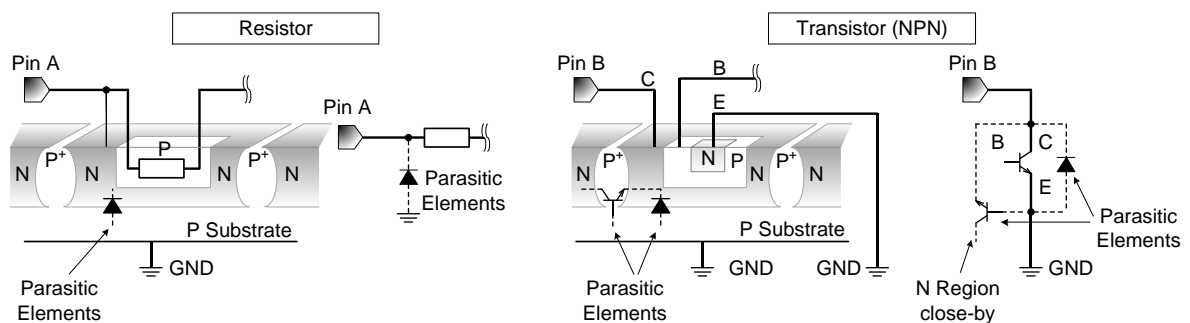 Resistor
Transistor (NPN)
Pin A
Pin A
N
P+
N
P
N
P+
N
Parasitic
Elements
P Substrate
GND
Parasitic
Elements
Pin B
C
B
E
N
P+
N
N
P
N
P+
N
P Substrate
GND
GND
Parasitic
Elements
Pin B
B
C
E
Parasitic
Elements
GND
N Region
close-by